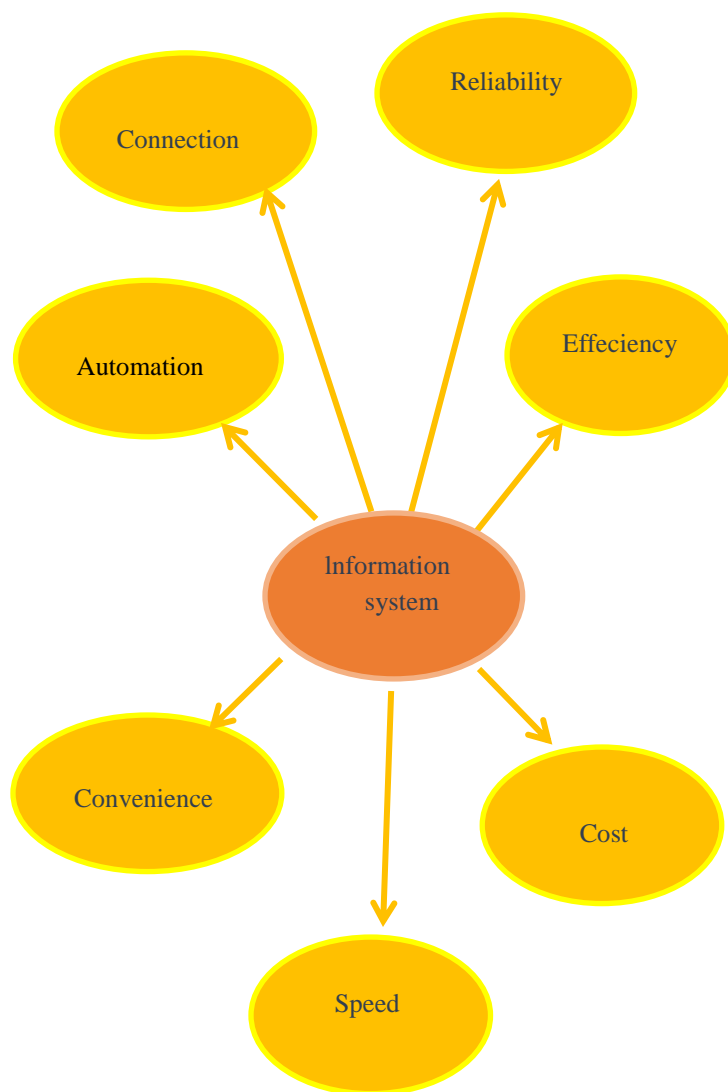 Reliability
Connection
Effeciency
Automation
lnformation
system
Convenience
Cost
Speed